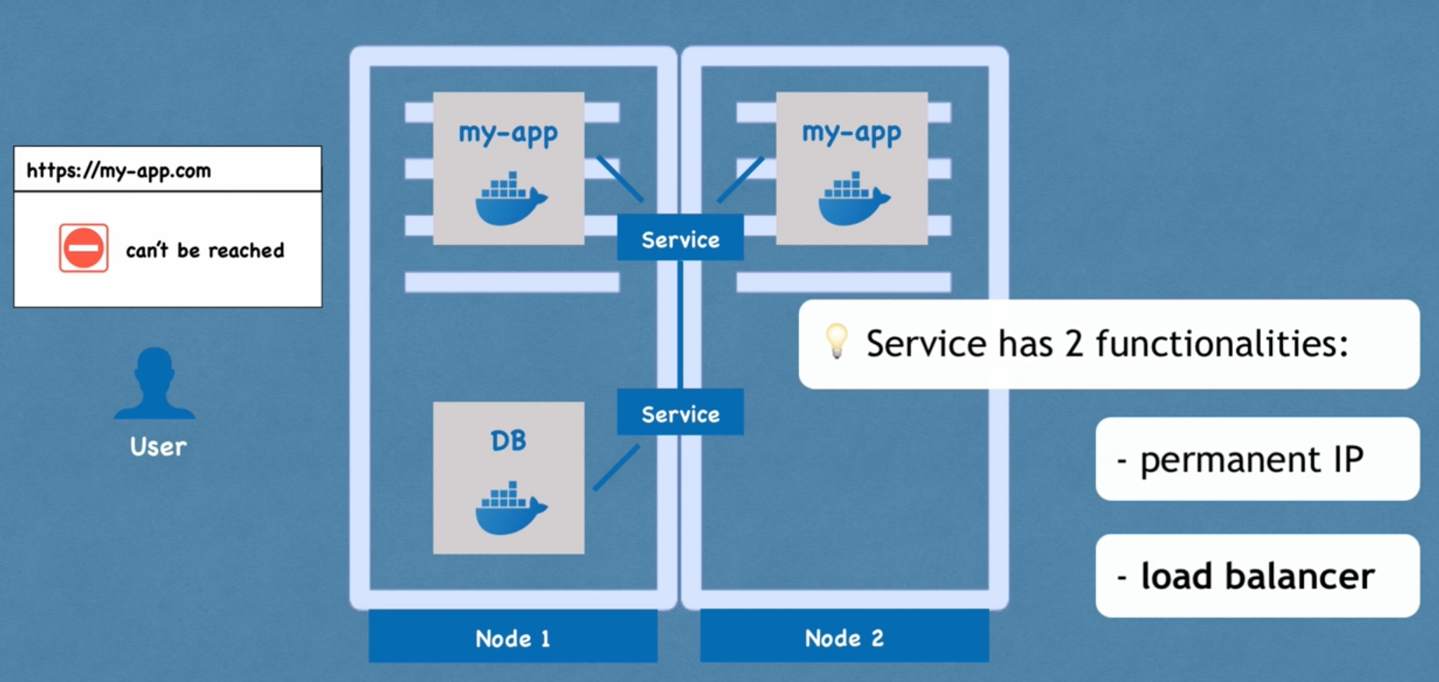 https://my-app.com
can't be reached
User
my-app
my-app
Service
Service
DB
Node 1
Node 2
💡 Service has 2 functionalities:
- permanent IP
- load balancer